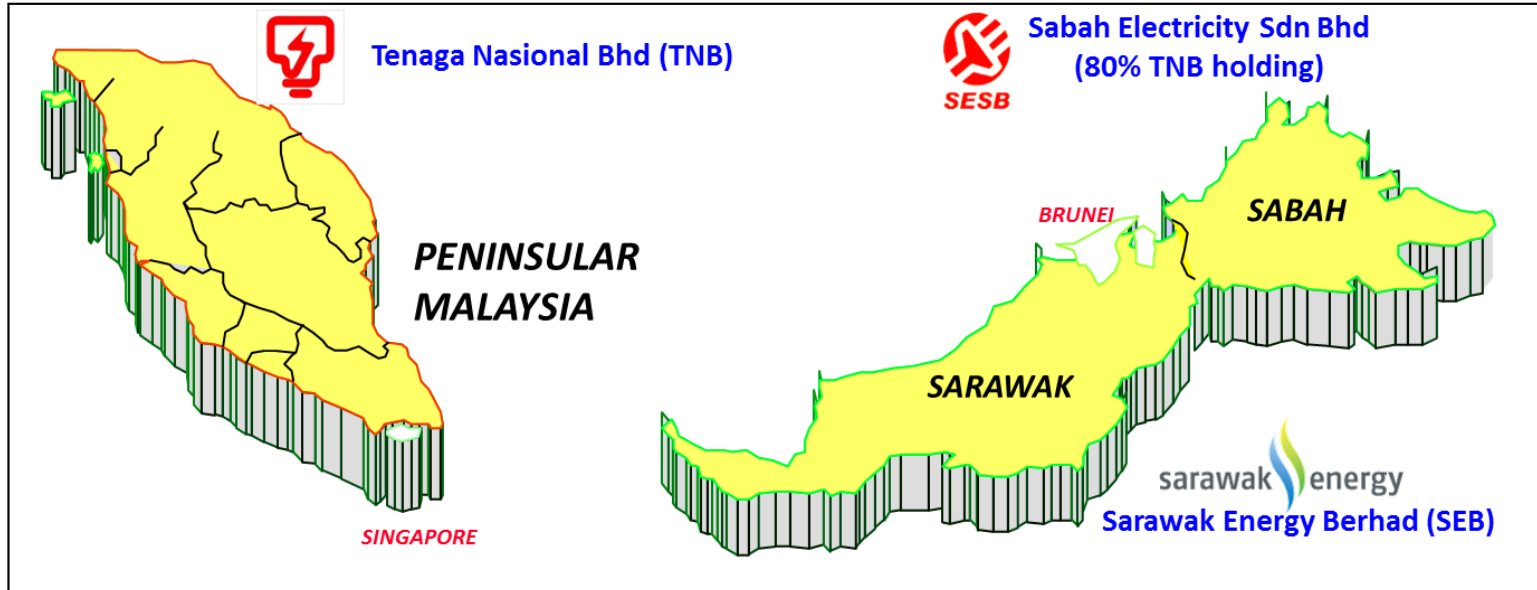 Tenaga Nasional Bhd (TNB)
Sabah Electricity Sdn Bhd
(80% TNB holding)
SESB
PENINSULAR
MALAYSIA
BRUNEI
SABAH
SARAWAK
sarawak energy
Sarawak Energy Berhad (SEB)
SINGAPORE